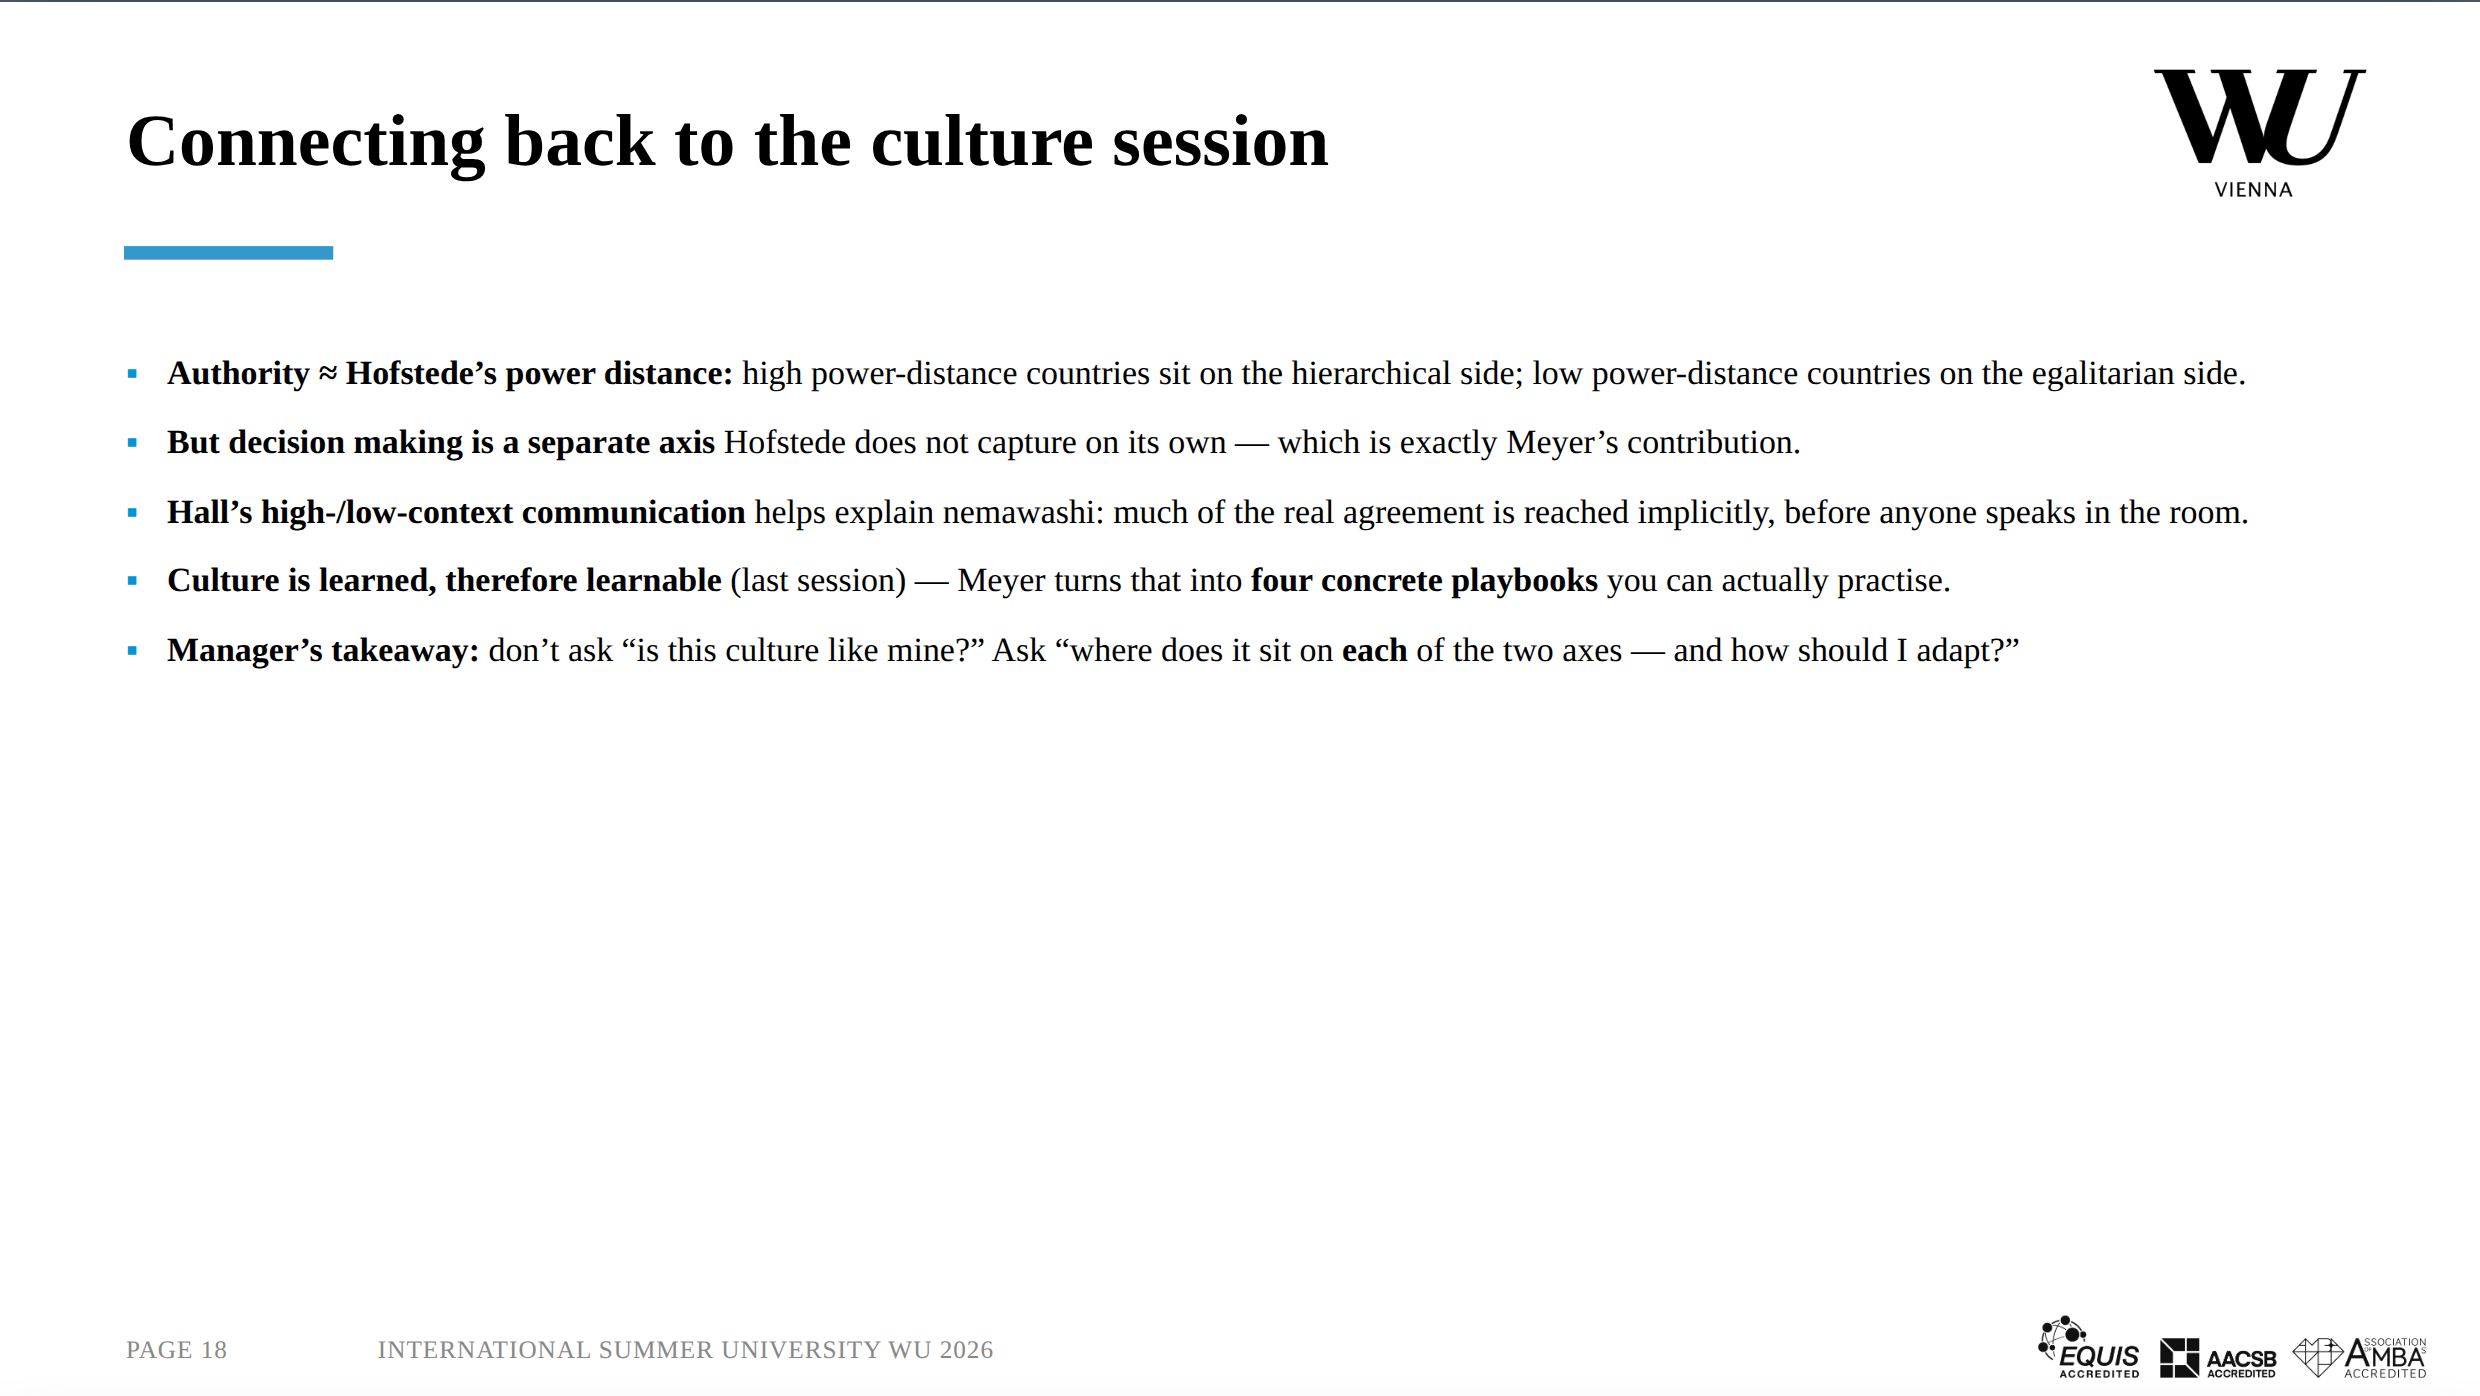 Connecting back to the culture session
WU
VIENNA
▪ Authority ≈ Hofstede’s power distance: high power-distance countries sit on the hierarchical side; low power-distance countries on the egalitarian side.
▪ But decision making is a separate axis Hofstede does not capture on its own — which is exactly Meyer’s contribution.
▪ Hall’s high-/low-context communication helps explain nemawashi: much of the real agreement is reached implicitly, before anyone speaks in the room.
▪ Culture is learned, therefore learnable (last session) — Meyer turns that into four concrete playbooks you can actually practise.
▪ Manager’s takeaway: don’t ask “is this culture like mine?” Ask “where does it sit on each of the two axes — and how should I adapt?”
PAGE 18 INTERNATIONAL SUMMER UNIVERSITY WU 2026
EQUIS
ACCREDITED
AACSB
ACCREDITED
ASSOCIATION
OF MBAS
ACCREDITED